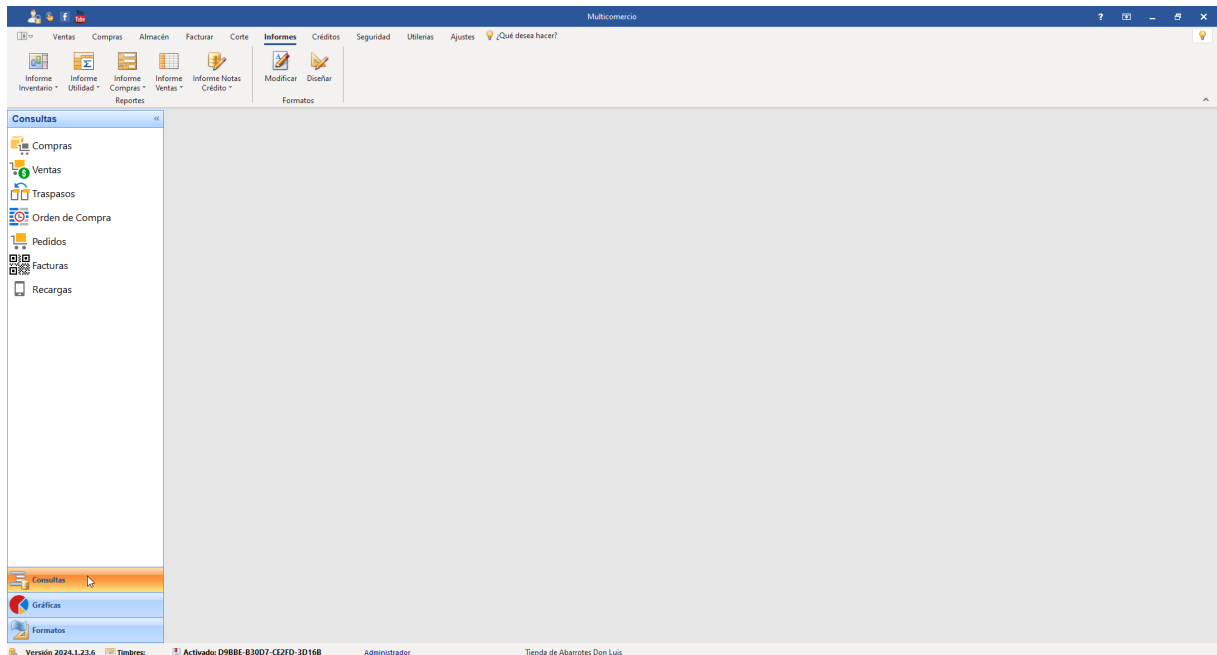 You
Tube
f
Multicomercio
?
Ventas Compras Almacén Facturar Corte Informes Créditos Seguridad Utilerias Ajustes ¿Qué desea hacer?
Informe Inventario
Informe Utilidad
Informe Compras
Informe Ventas
Informe Notas Crédito
Modificar
Diseñar
Reportes
Formatos
Consultas «
Compras
Ventas
Traspasos
Orden de Compra
Pedidos
Facturas
Recargas
Consultas
Gráficas
Formatos
Versión 2024.1.23.6 Timbres: Activado: D9BBE-B30D7-CE2FD-3D16B Administrador Tienda de Abarrotes Don Luis